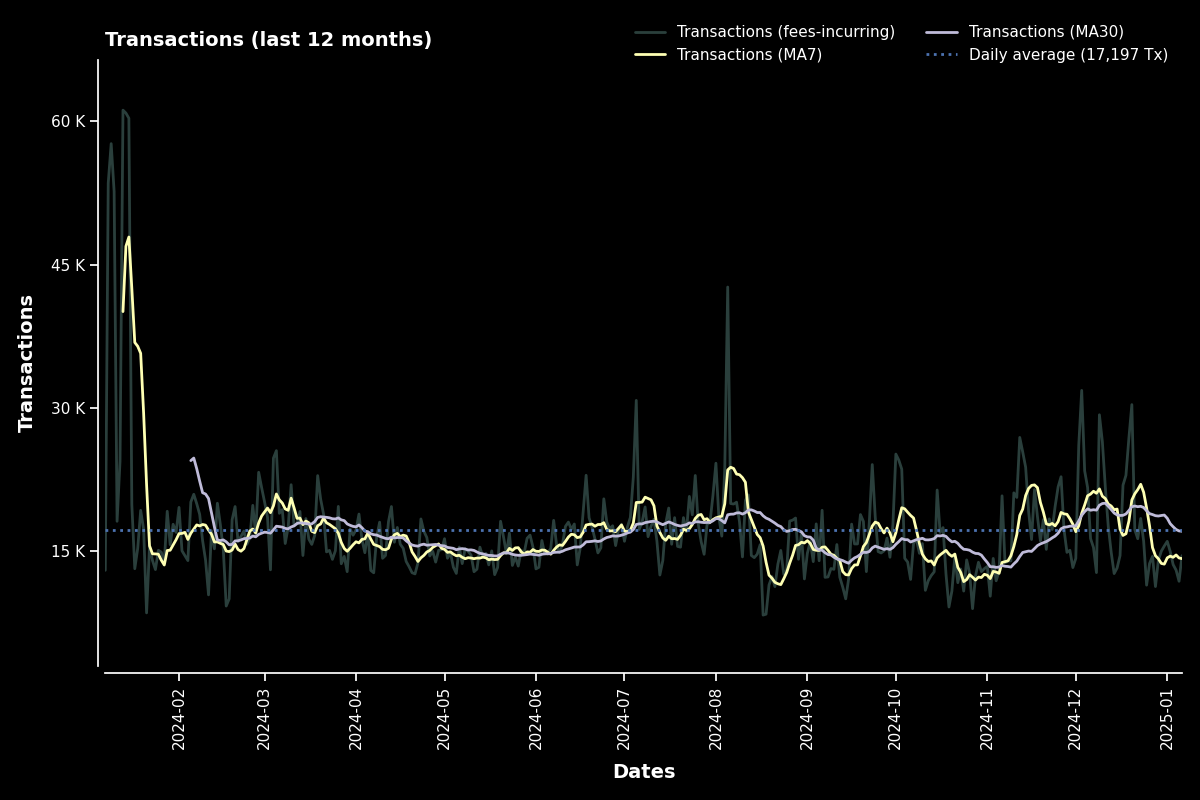 Transactions (last 12 months)
Transactions (fees-incurring)
Transactions (MA7)
Transactions (MA30)
Daily average (17,197 Tx)
Transactions
60 K
45 K
30 K
15 K
2024-02
2024-03
2024-04
2024-05
2024-06
2024-07
2024-08
2024-09
2024-10
2024-11
2024-12
2025-01
Dates